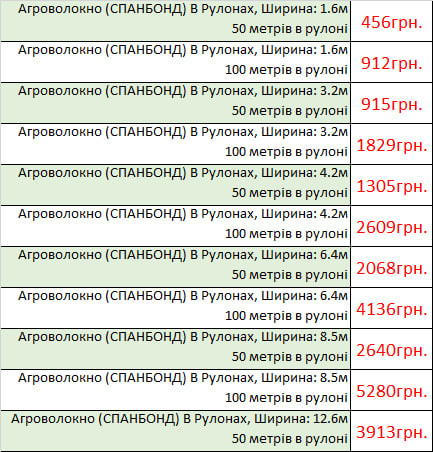 Агроволокно (СПАНБОНД) В Рулонах, Ширина: 1.6м
50 метрів в рулоні
456грн.
Агроволокно (СПАНБОНД) В Рулонах, Ширина: 1.6м
100 метрів в рулоні
912грн.
Агроволокно (СПАНБОНД) В Рулонах, Ширина: 3.2м
50 метрів в рулоні
915грн.
Агроволокно (СПАНБОНД) В Рулонах, Ширина: 3.2м
100 метрів в рулоні
1829грн.
Агроволокно (СПАНБОНД) В Рулонах, Ширина: 4.2м
50 метрів в рулоні
1305грн.
Агроволокно (СПАНБОНД) В Рулонах, Ширина: 4.2м
100 метрів в рулоні
2609грн.
Агроволокно (СПАНБОНД) В Рулонах, Ширина: 6.4м
50 метрів в рулоні
2068грн.
Агроволокно (СПАНБОНД) В Рулонах, Ширина: 6.4м
100 метрів в рулоні
4136грн.
Агроволокно (СПАНБОНД) В Рулонах, Ширина: 8.5м
50 метрів в рулоні
2640грн.
Агроволокно (СПАНБОНД) В Рулонах, Ширина: 8.5м
100 метрів в рулоні
5280грн.
Агроволокно (СПАНБОНД) В Рулонах, Ширина: 12.6м
50 метрів в рулоні
3913грн.